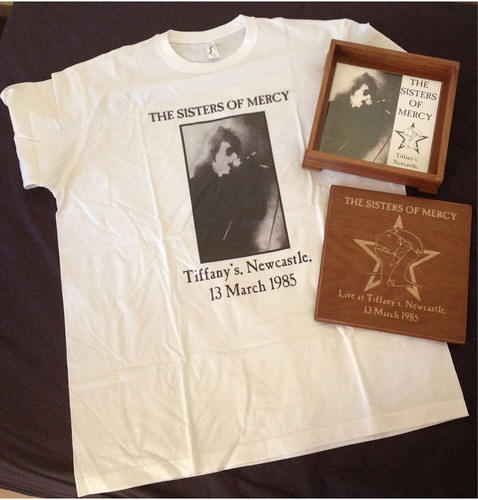 THE SISTERS OF MERCY
Tiffany's, Newcastle.
13 March 1985
THE
SISTERS
OF
MERCY
Tiffany's
Newcastle.
THE SISTERS OF MERCY
Live at Tiffany's, Newcastle.
13 March 1985